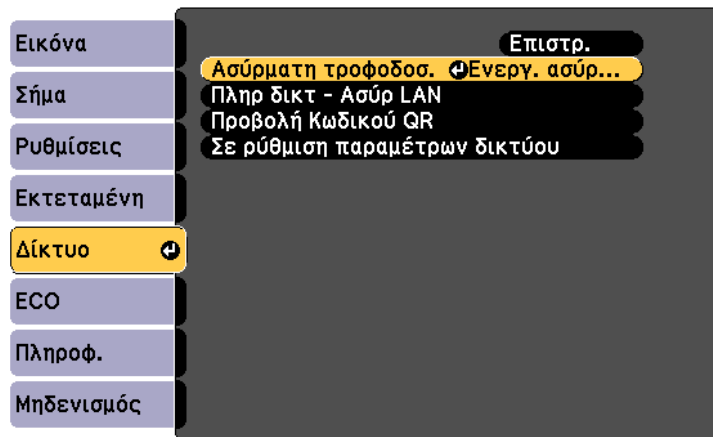 Εικόνα
Σήμα
Ρυθμίσεις
Εκτεταμένη
Δίκτυο
ECO
Πληροφ.
Μηδενισμός
Επιστρ.
Ασύρματη τροφοδοσ. Ενεργ. ασύρ...
Πληρ δικτ - Ασύρ LAN
Προβολή Κωδικού QR
Σε ρύθμιση παραμέτρων δικτύου